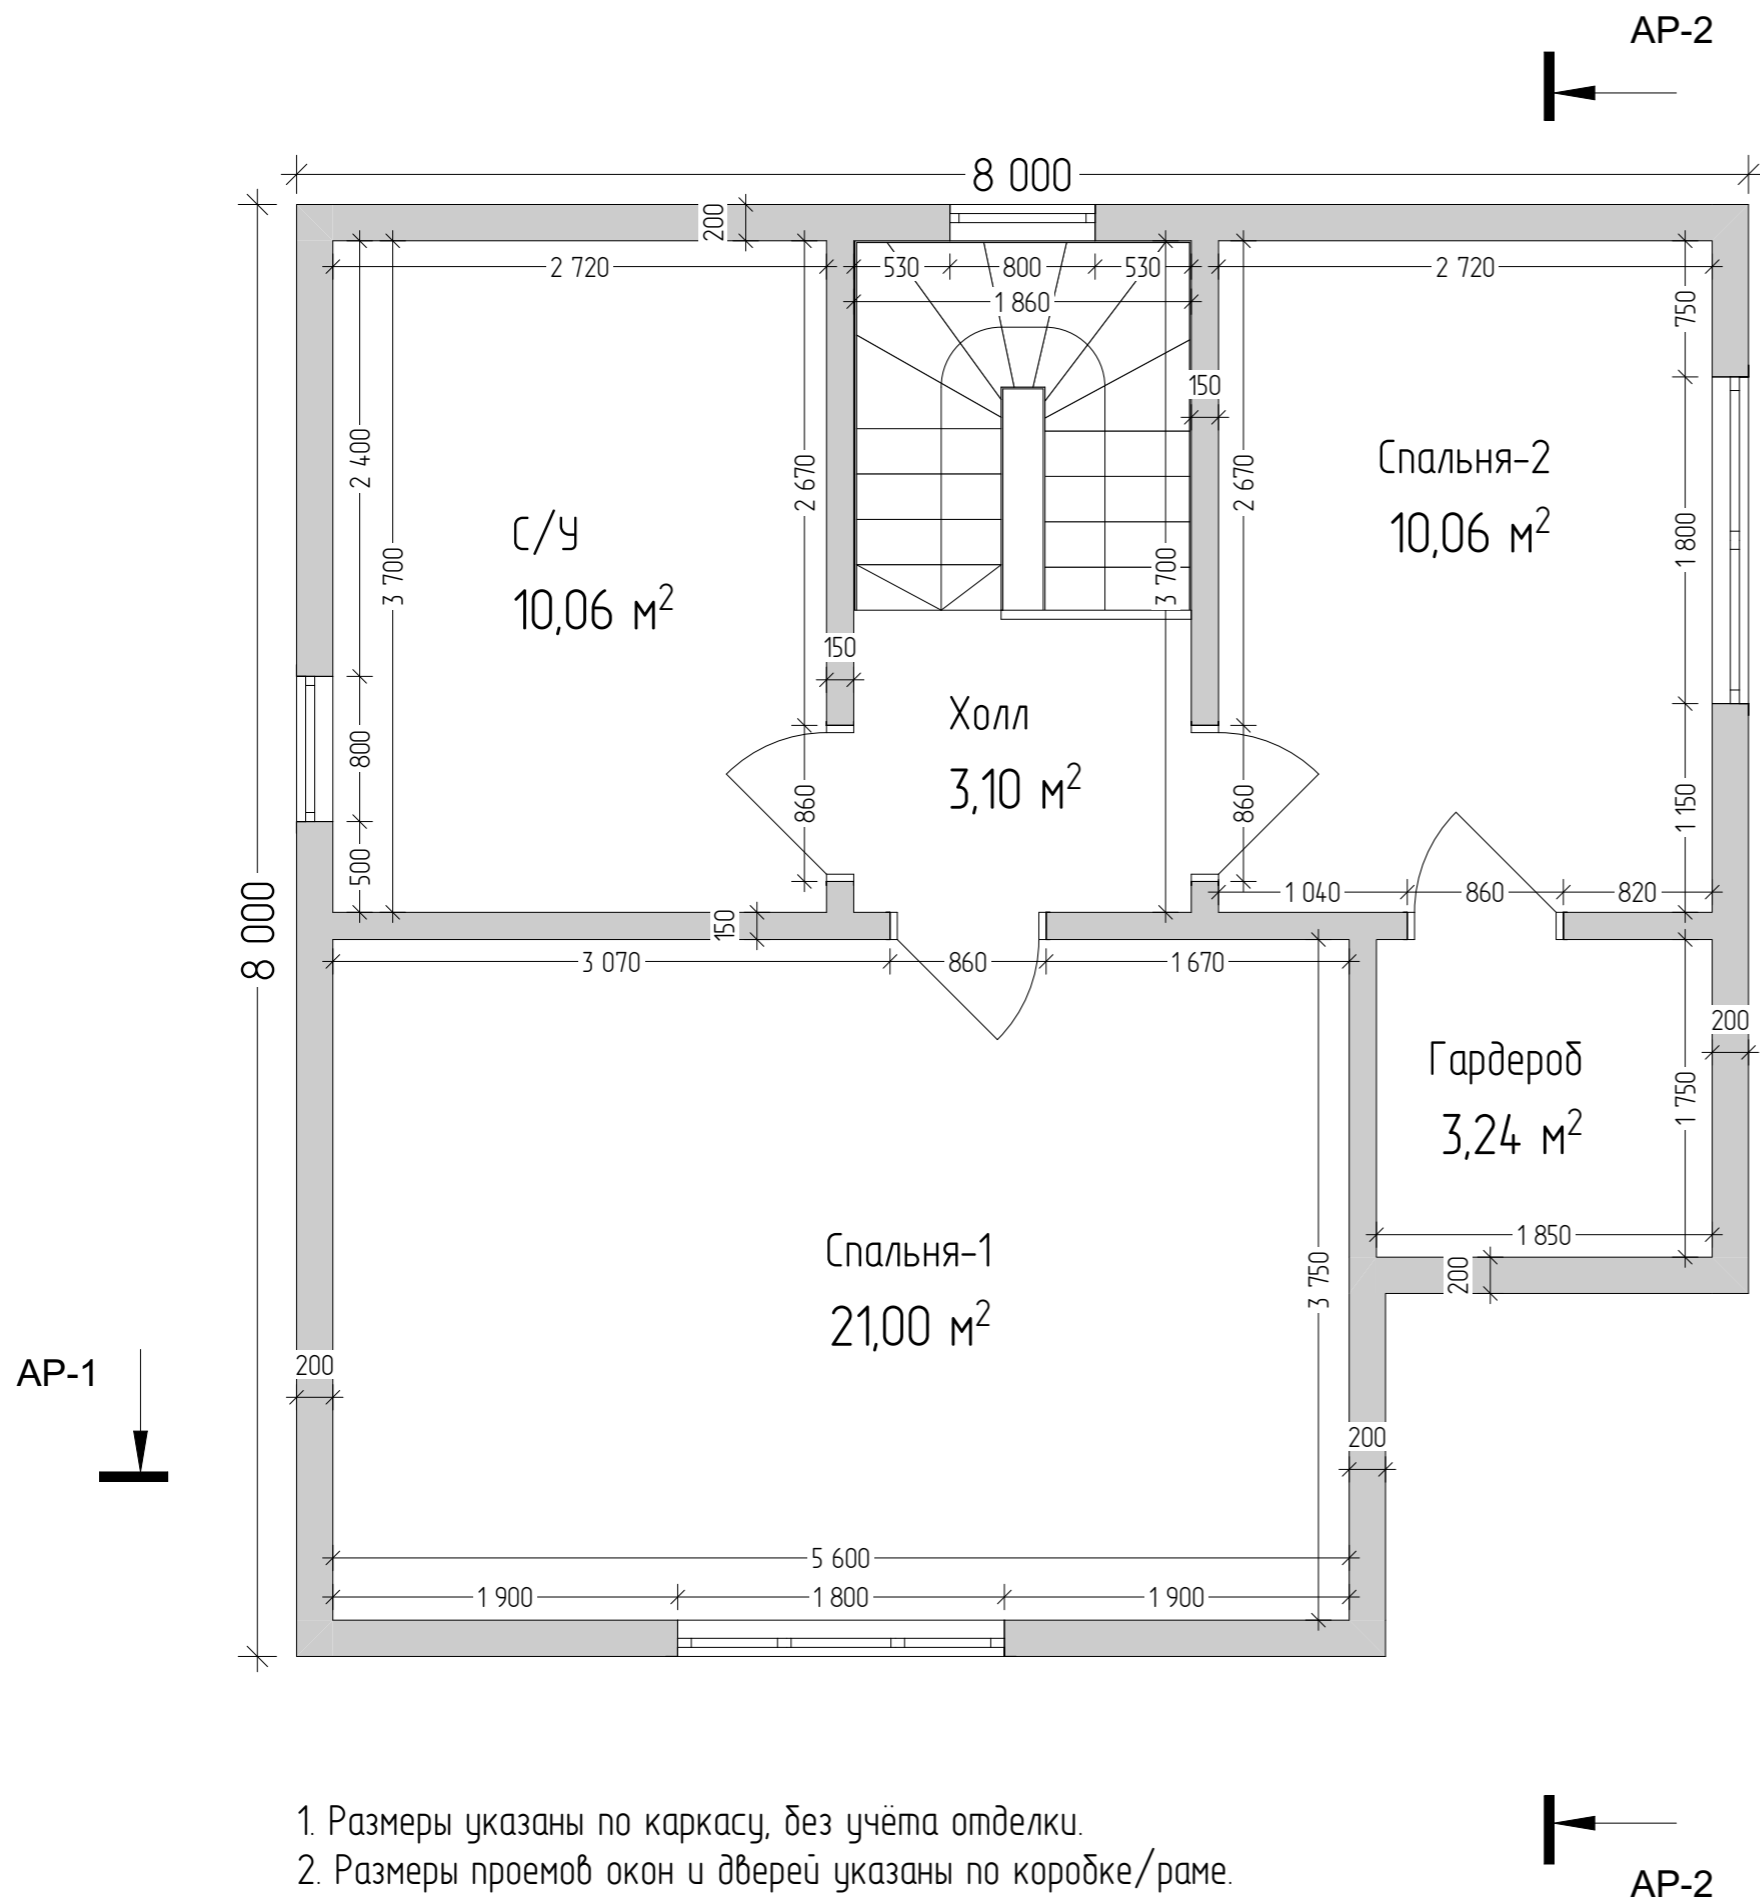 АР-2
8 000
200
2 720
530
800
530
2 720
1 860
750
150
2 400
2 670
2 670
Спальня-2
10,06 м²
1 800
С/У
10,06 м²
3 700
3 700
150
Холл
3,10 м²
800
860
860
1 150
500
1 040
860
820
8 000
150
3 070
860
1 670
200
Гардероб
3,24 м²
1 750
1 850
200
Спальня-1
21,00 м²
3 750
АР-1
200
200
5 600
1 900
1 800
1 900
1. Размеры указаны по каркасу, без учёта отделки.
2. Размеры проемов окон и дверей указаны по коробке/раме.
АР-2